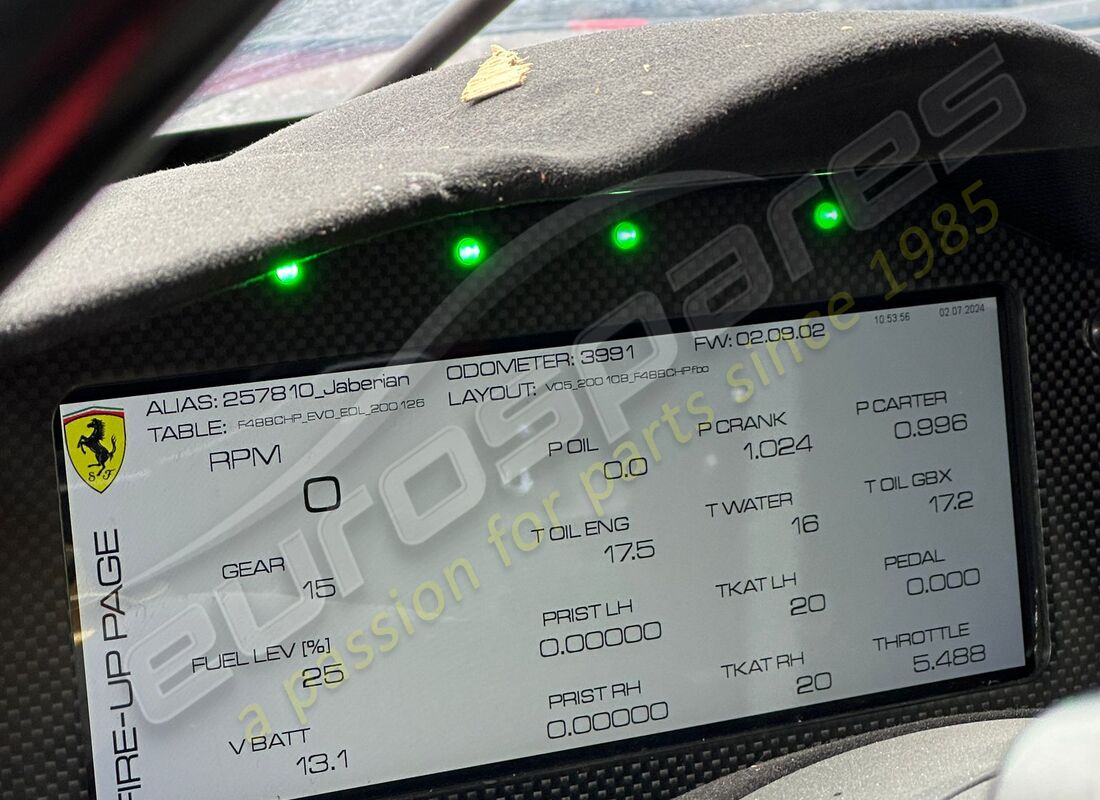 10:53:56 02.07.2024
ALIAS: 257810_Jaberian ODOMETER: 3991 FW: 02.09.02
TABLE: F488CHP_EVO_EDL_200126 LAYOUT: V05_200108_F488CHP.fpo
S F
FIRE-UP PAGE
RPM P OIL P CRANK P CARTER
0 0.0 1.024 0.996
GEAR T OIL ENG T WATER T OIL GBX
15 17.5 16 17.2
FUEL LEV [%] PRIST LH TKAT LH PEDAL
25 0.00000 20 0.000
V BATT PRIST RH TKAT RH THROTTLE
13.1 0.00000 20 5.488
eurospares
a passion for parts since 1985